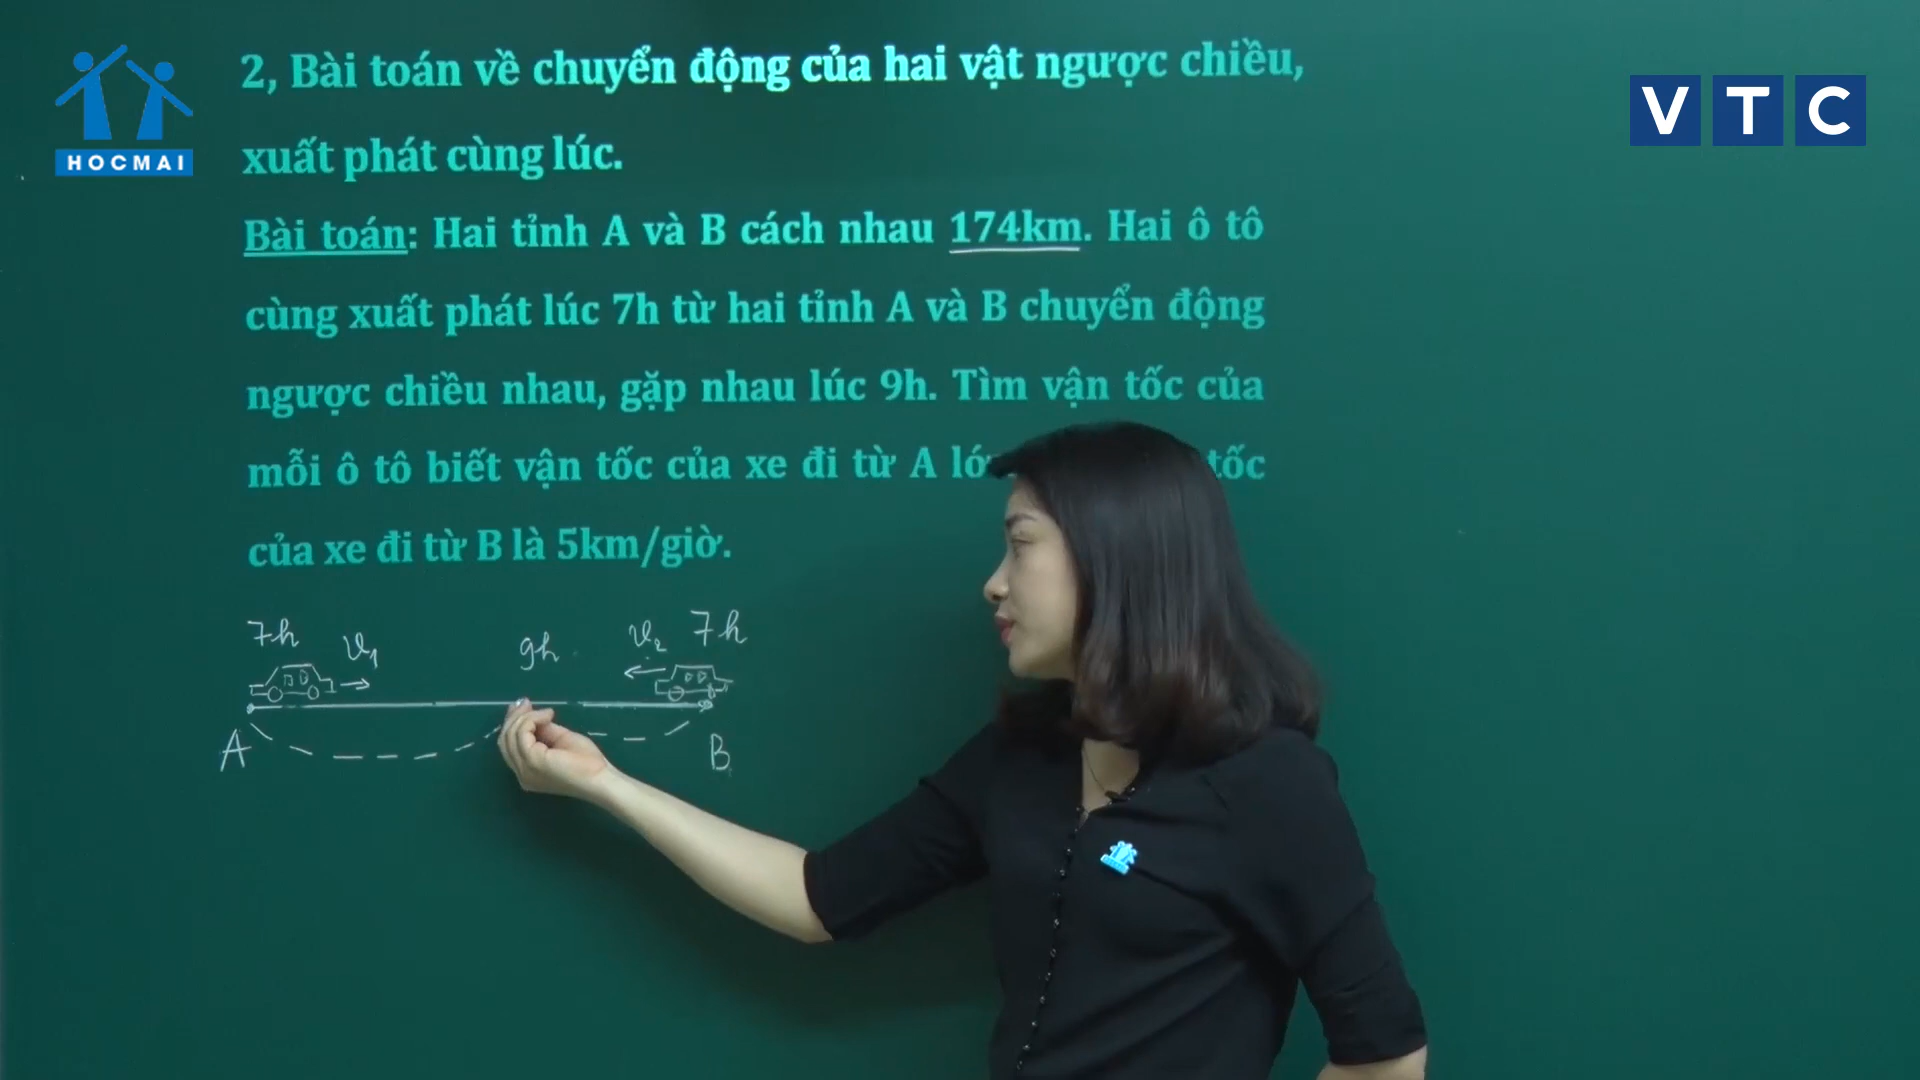 2, Bài toán về chuyển động của hai vật ngược chiều,
xuất phát cùng lúc.
Bài toán: Hai tỉnh A và B cách nhau 174km. Hai ô tô
cùng xuất phát lúc 7h từ hai tỉnh A và B chuyển động
ngược chiều nhau, gặp nhau lúc 9h. Tìm vận tốc của
mỗi ô tô biết vận tốc của xe đi từ A tốc
của xe đi từ B là 5km/giờ.
7h v₁ 9h v₂ 7h
A B
HOCMAI
VTC